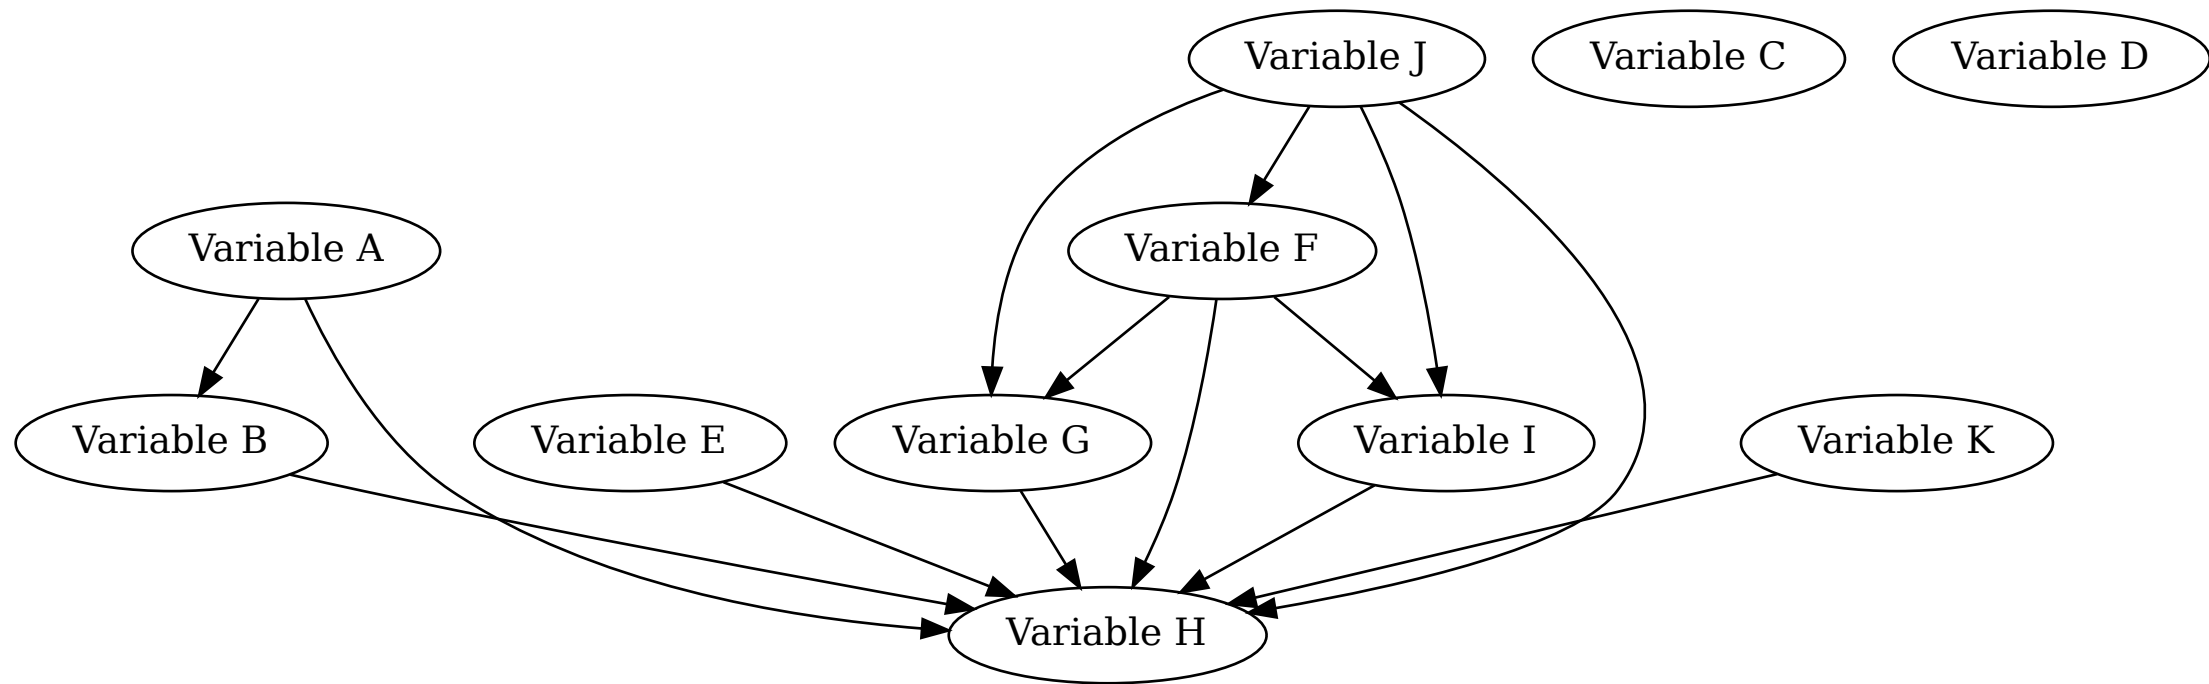 Variable J
Variable C
Variable D
Variable A
Variable F
Variable B
Variable E
Variable G
Variable I
Variable K
Variable H